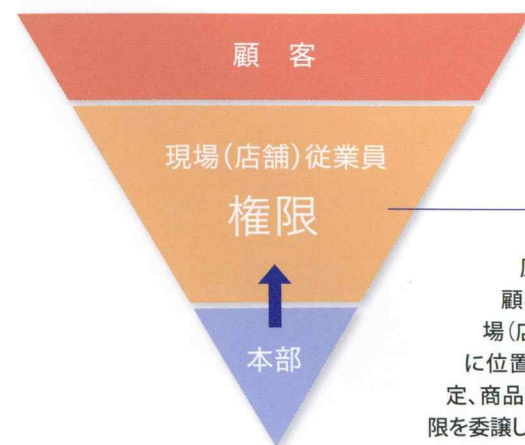 顧 客
現場(店舗)従業員
権限
本部
顧
場(店
に位置
定、商品
限を委譲し